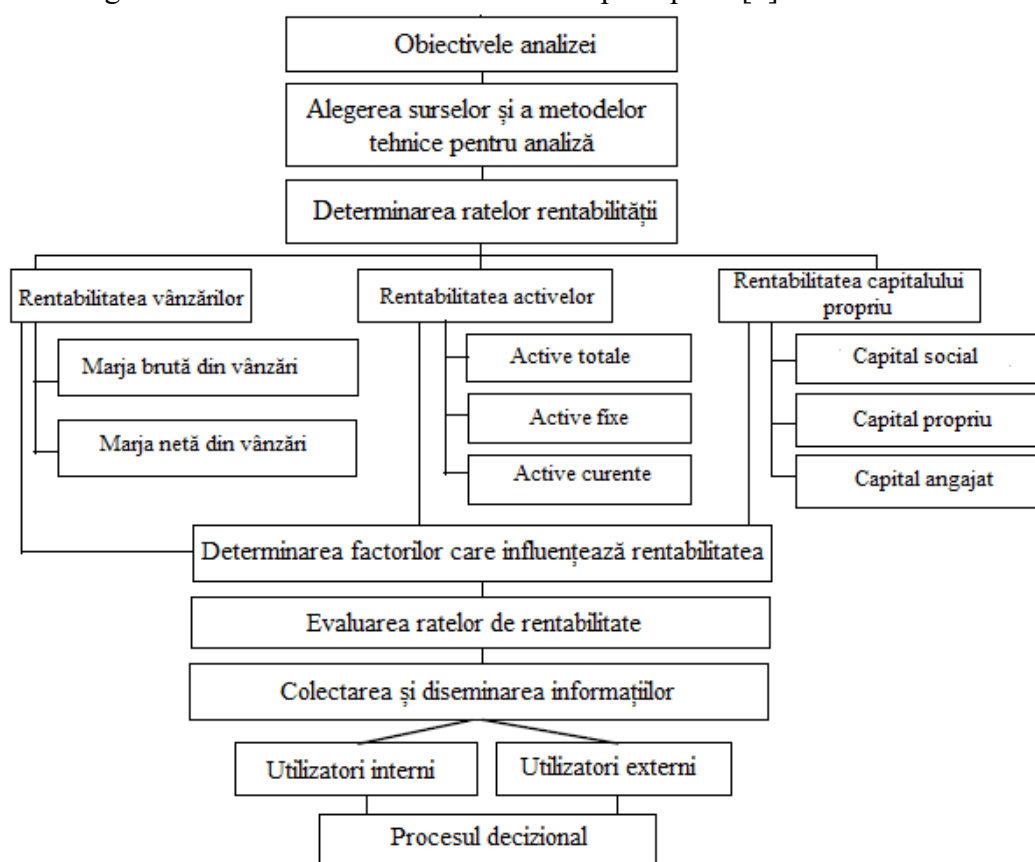 Obiectivele analizei
Alegerea surselor și a metodelor
tehnice pentru analiză
Determinarea ratelor rentabilității
Rentabilitatea vânzărilor
Marja brută din vânzări
Marja netă din vânzări
Rentabilitatea activelor
Active totale
Active fixe
Active curente
Rentabilitatea capitalului
propriu
Capital social
Capital propriu
Capital angajat
Determinarea factorilor care influențează rentabilitatea
Evaluarea ratelor de rentabilitate
Colectarea și diseminarea informațiilor
Utilizatori interni
Utilizatori externi
Procesul decizional